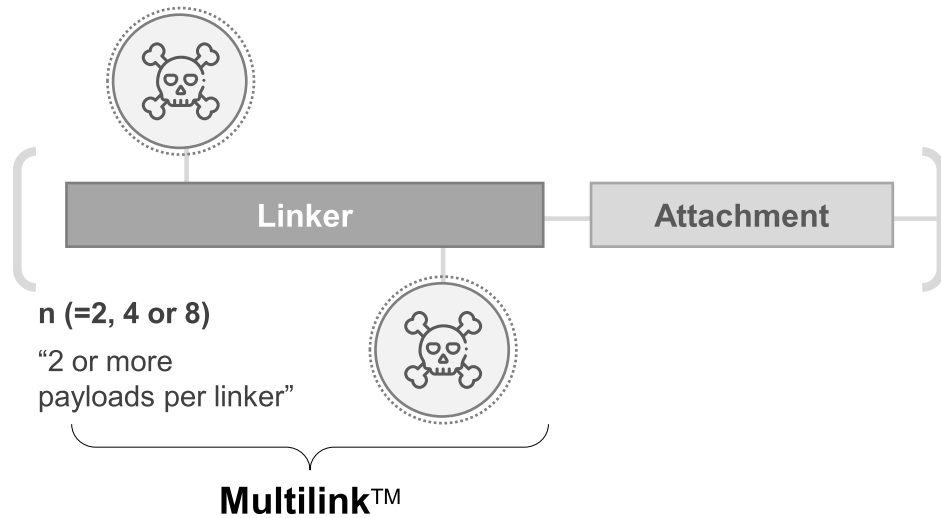 Linker
Attachment
n (=2, 4 or 8)
“2 or more
payloads per linker”
Multilink™